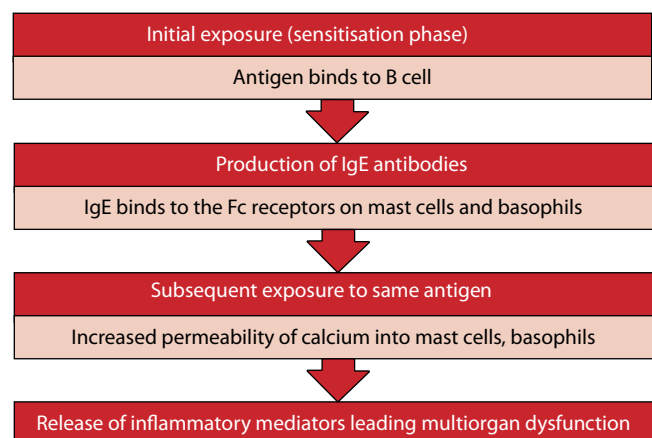 Initial exposure (sensitisation phase)
Antigen binds to B cell
Production of IgE antibodies
IgE binds to the Fc receptors on mast cells and basophils
Subsequent exposure to same antigen
Increased permeability of calcium into mast cells, basophils
Release of inflammatory mediators leading multiorgan dysfunction